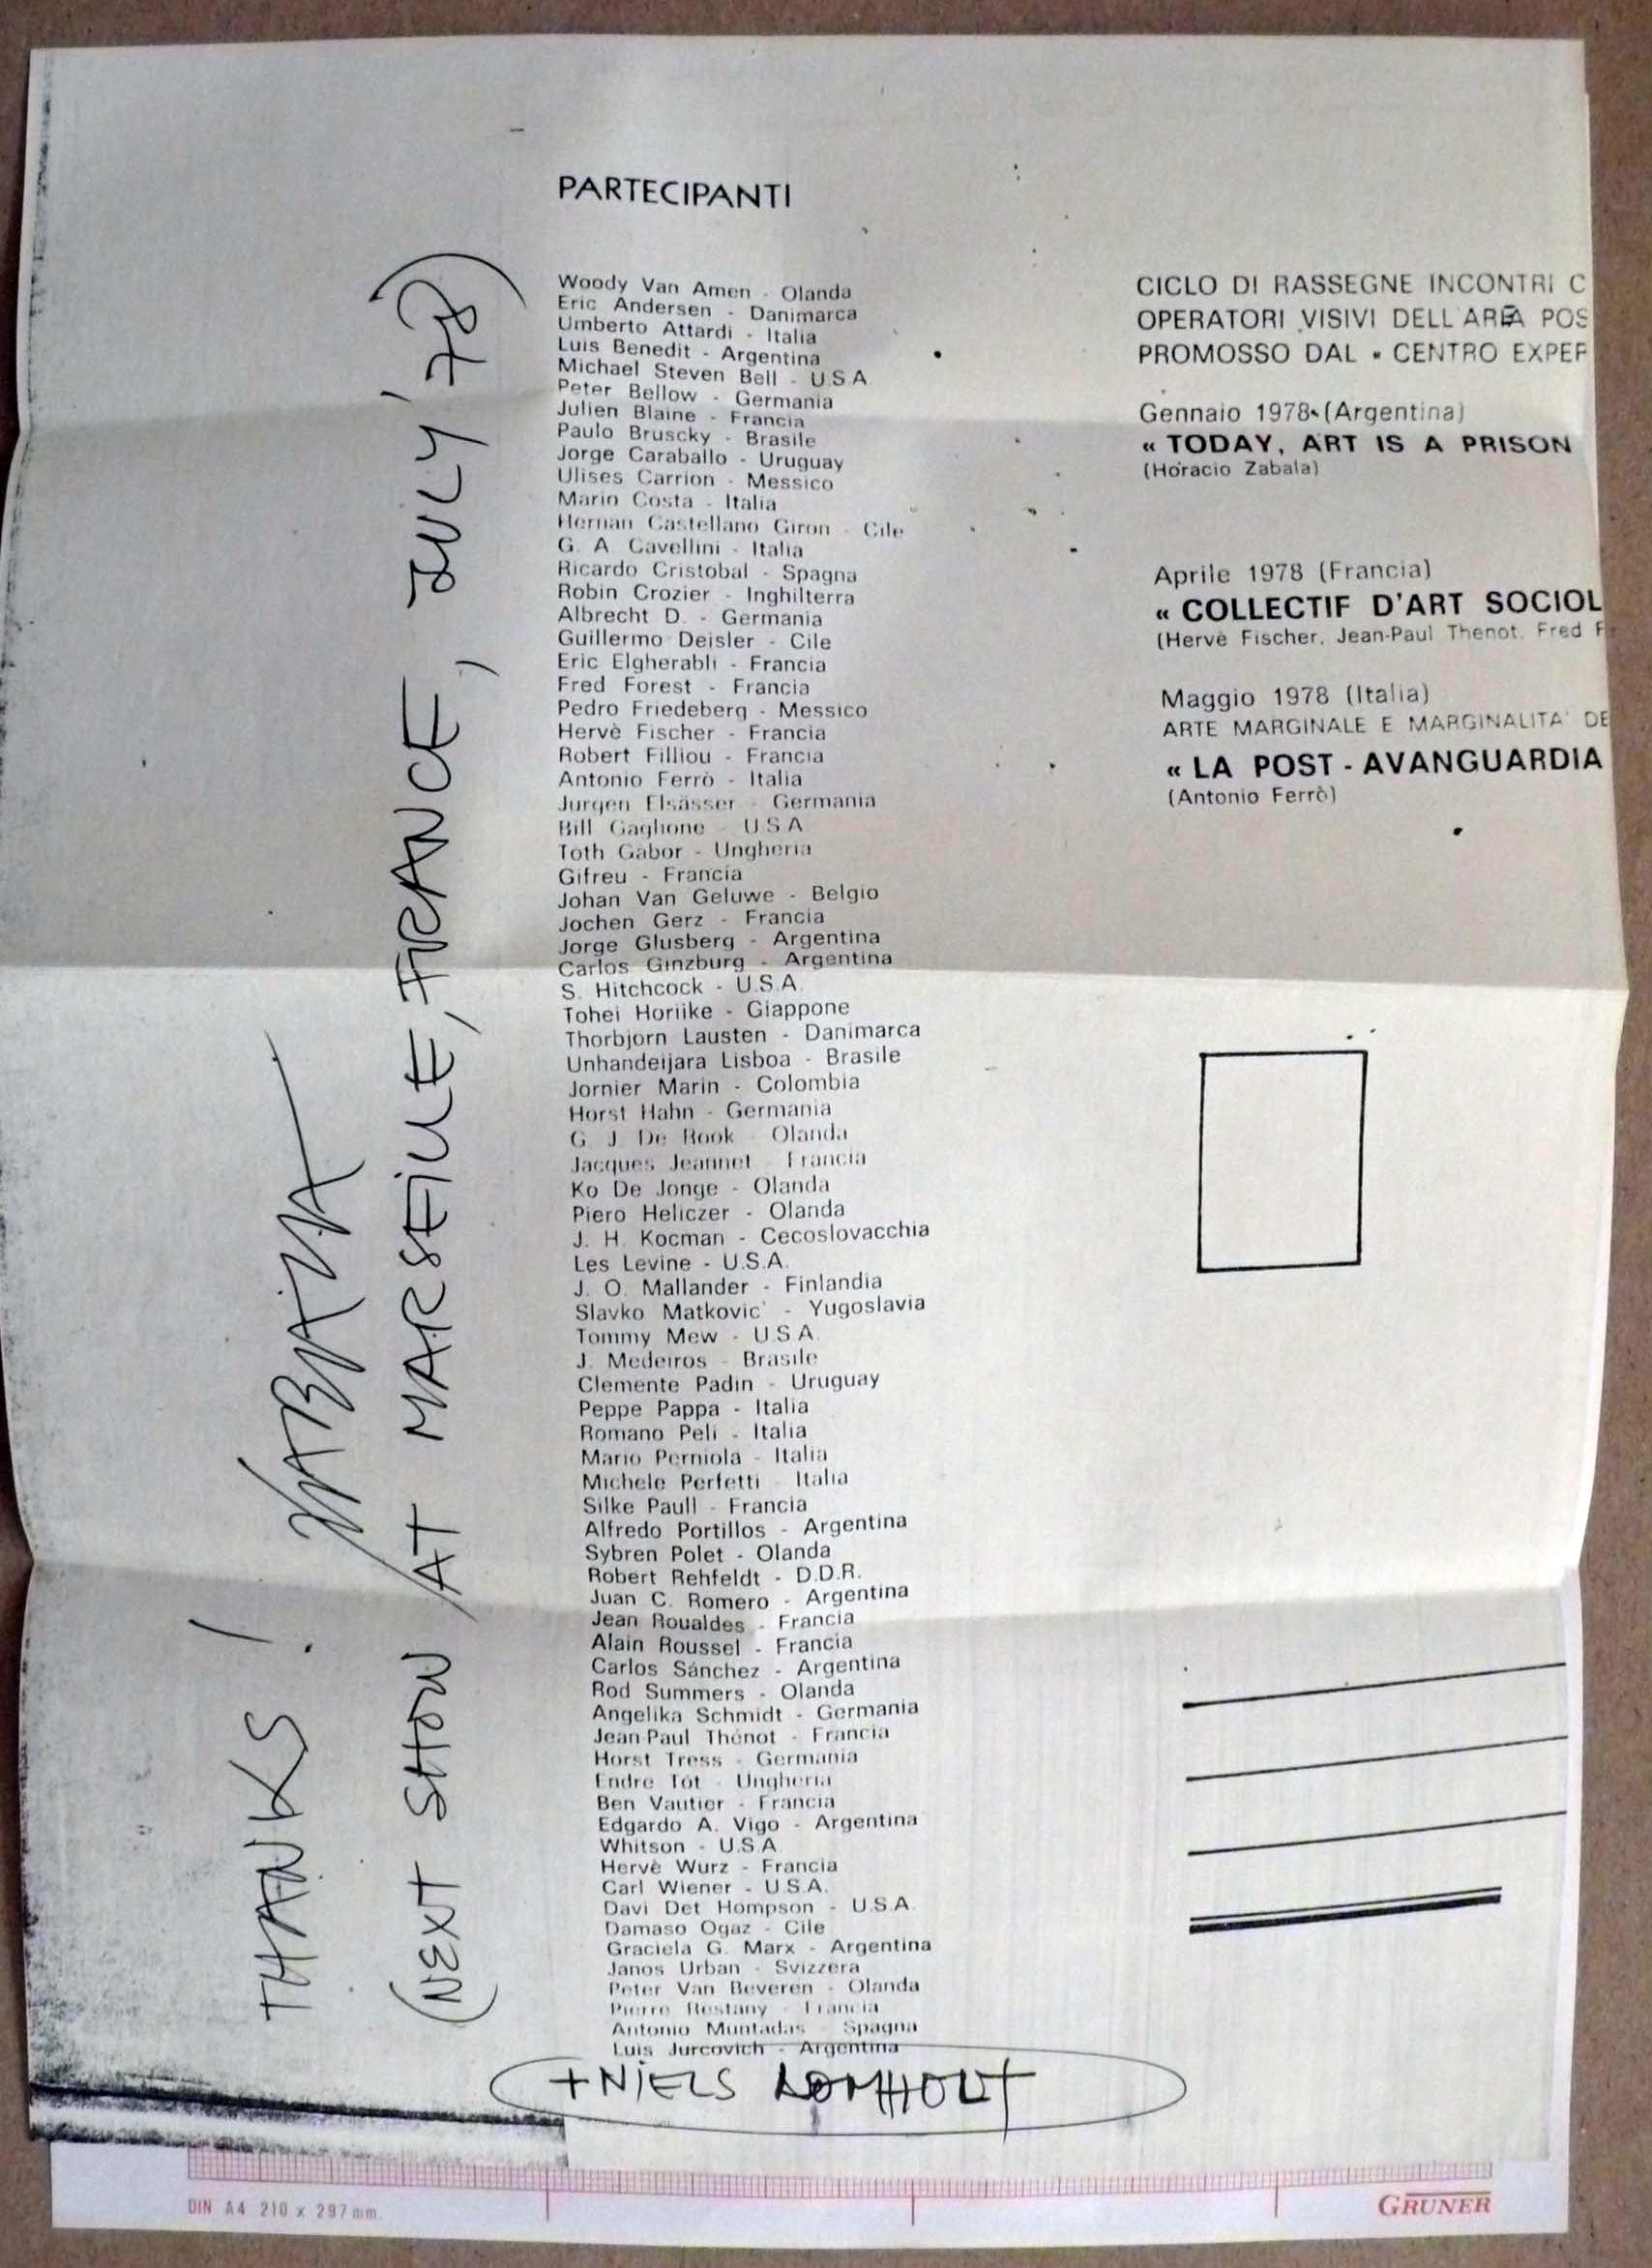 PARTECIPANTI
Woody Van Amen - Olanda
Eric Andersen - Danimarca
Umberto Attardi - Italia
Luis Benedit - Argentina
Michael Steven Bell - U.S.A.
Peter Bellow - Germania
Julien Blaine - Francia
Paulo Bruscky - Brasile
Jorge Caraballo - Uruguay
Ulises Carrion - Messico
Mario Costa - Italia
Hernan Castellano Giron - Cile
G. A. Cavellini - Italia
Ricardo Cristobal - Spagna
Robin Crozier - Inghilterra
Albrecht D. - Germania
Guillermo Deisler - Cile
Eric Elgherabli - Francia
Fred Forest - Francia
Pedro Friedeberg - Messico
Hervè Fischer - Francia
Robert Filliou - Francia
Antonio Ferrò - Italia
Jurgen Elsässer - Germania
Bill Gaglione - U.S.A.
Toth Gàbor - Ungheria
Gifreu - Francia
Johan Van Geluwe - Belgio
Jochen Gerz - Francia
Jorge Glusberg - Argentina
Carlos Ginzburg - Argentina
S. Hitchcock - U.S.A.
Tohei Horiike - Giappone
Thorbjorn Lausten - Danimarca
Unhandeijara Lisboa - Brasile
Jornier Marin - Colombia
Horst Hahn - Germania
G. J. De Rook - Olanda
Jacques Jeannet - Francia
Ko De Jonge - Olanda
Piero Heliczer - Olanda
J. H. Kocman - Cecoslovacchia
Les Levine - U.S.A.
J. O. Mallander - Finlandia
Slavko Matkovic' - Yugoslavia
Tommy Mew - U.S.A.
J. Medeiros - Brasile
Clemente Padin - Uruguay
Peppe Pappa - Italia
Romano Peli - Italia
Mario Perniola - Italia
Michele Perfetti - Italia
Silke Paull - Francia
Alfredo Portillos - Argentina
Sybren Polet - Olanda
Robert Rehfeldt - D.D.R.
Juan C. Romero - Argentina
Jean Roualdes - Francia
Alain Roussel - Francia
Carlos Sánchez - Argentina
Rod Summers - Olanda
Angelika Schmidt - Germania
Jean-Paul Thénot - Francia
Horst Tress - Germania
Endre Tót - Ungheria
Ben Vautier - Francia
Edgardo A. Vigo - Argentina
Whitson - U.S.A.
Hervè Wurz - Francia
Carl Wiener - U.S.A.
Davi Det Hompson - U.S.A.
Damaso Ogaz - Cile
Graciela G. Marx - Argentina
Janos Urban - Svizzera
Peter Van Beveren - Olanda
Pierre Restany - Francia
Antonio Muntadas - Spagna
Luis Jurcovich - Argentina
+ NIELS LOMHOLT
CICLO DI RASSEGNE INCONTRI C
OPERATORI VISIVI DELL'AREA POS
PROMOSSO DAL « CENTRO EXPER
Gennaio 1978 (Argentina)
« TODAY, ART IS A PRISON
(Horacio Zabala)
Aprile 1978 (Francia)
« COLLECTIF D'ART SOCIOL
(Hervè Fischer, Jean-Paul Thenot, Fred F
Maggio 1978 (Italia)
ARTE MARGINALE E MARGINALITA' DE
« LA POST - AVANGUARDIA
(Antonio Ferrò)
THANKS!
(NEXT SHOW AT MARSEILLE, FRANCE, JULY '78)
DIN A4 210 x 297 mm.
GRUNER